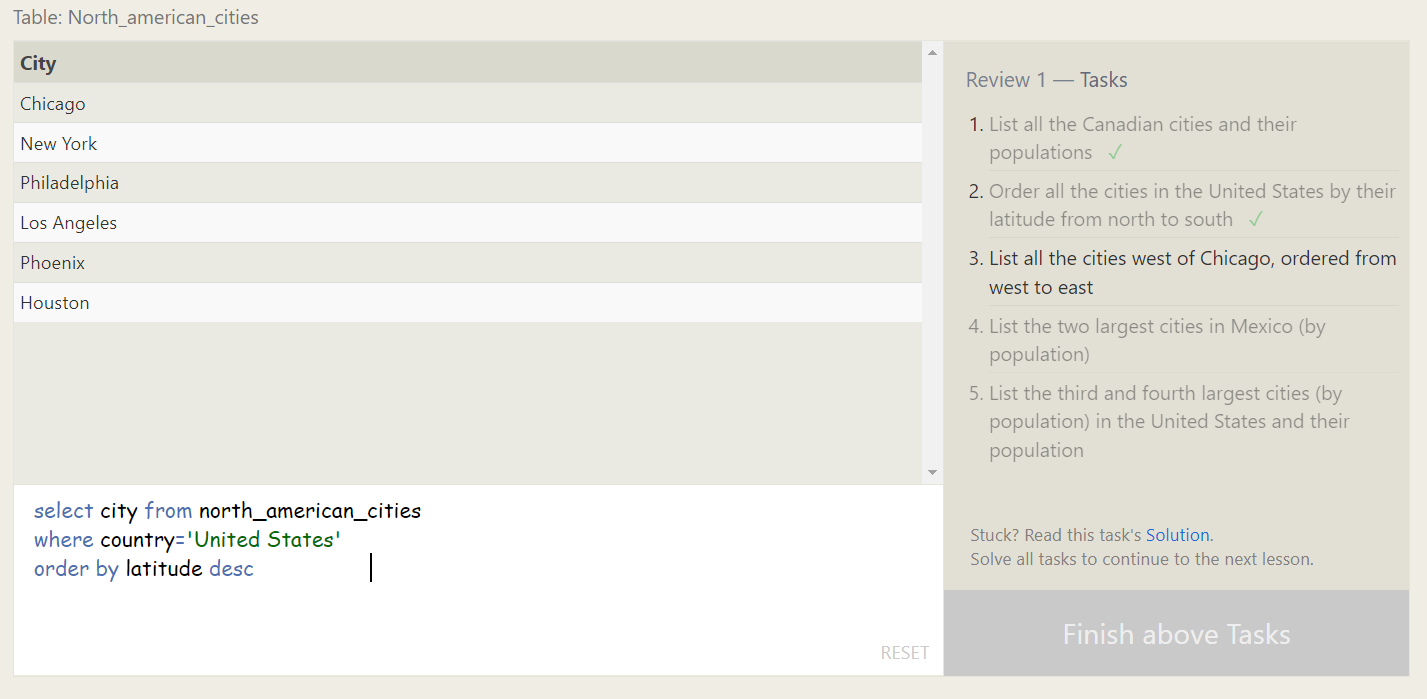 Table: North_american_cities
City
Chicago
New York
Philadelphia
Los Angeles
Phoenix
Houston
select city from north_american_cities
where country='United States'
order by latitude desc
RESET
Review 1 — Tasks
1. List all the Canadian cities and their
populations ✓
2. Order all the cities in the United States by their
latitude from north to south ✓
3. List all the cities west of Chicago, ordered from
west to east
4. List the two largest cities in Mexico (by
population)
5. List the third and fourth largest cities (by
population) in the United States and their
population
Stuck? Read this task's Solution.
Solve all tasks to continue to the next lesson.
Finish above Tasks